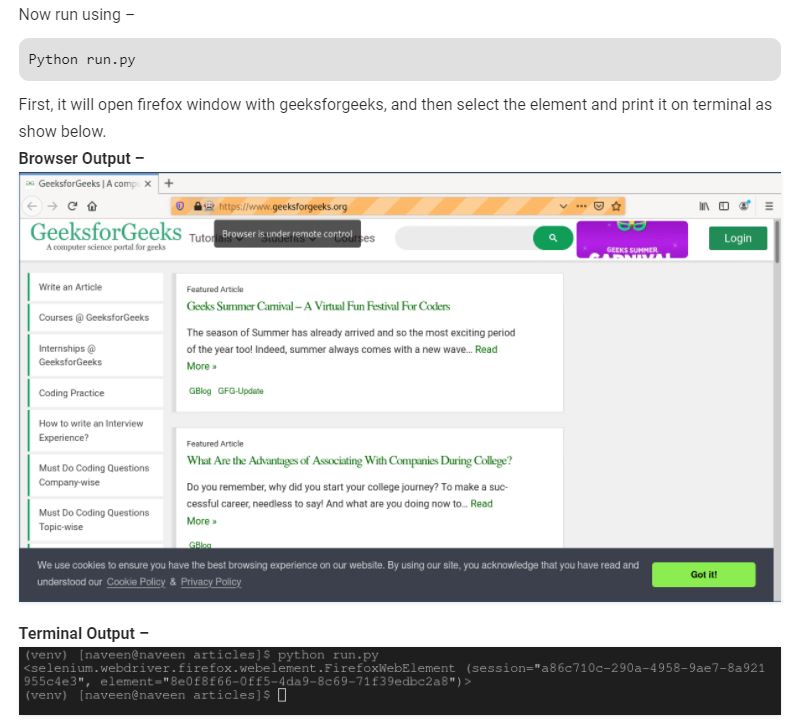 Now run using –
Python run.py
First, it will open firefox window with geeksforgeeks, and then select the element and print it on terminal as
show below.
Browser Output –
GeeksforGeeks | A comp
https://www.geeksforgeeks.org
GeeksforGeeks
A computer science portal for geeks
Browser is under remote control
GEEKS SUMMER
CARNIVAL
Login
Write an Article
Courses @ GeeksforGeeks
Internships @
GeeksforGeeks
Coding Practice
How to write an Interview
Experience?
Must Do Coding Questions
Company-wise
Must Do Coding Questions
Topic-wise
Featured Article
Geeks Summer Carnival – A Virtual Fun Festival For Coders
The season of Summer has already arrived and so the most exciting period
of the year too! Indeed, summer always comes with a new wave... Read
More »
GBlog GFG-Update
Featured Article
What Are the Advantages of Associating With Companies During College?
Do you remember, why did you start your college journey? To make a suc-
cessful career, needless to say! And what are you doing now to... Read
More »
GBlog
We use cookies to ensure you have the best browsing experience on our website. By using our site, you acknowledge that you have read and
understood our Cookie Policy & Privacy Policy
Got it!
Terminal Output –
(venv) [naveen@naveen articles]$ python run.py
<selenium.webdriver.firefox.webelement.FirefoxWebElement (session="a86c710c-290a-4958-9ae7-8a921
955c4e3", element="8e0f8f66-0ff5-4da9-8c69-71f39edbc2a8")>
(venv) [naveen@naveen articles]$